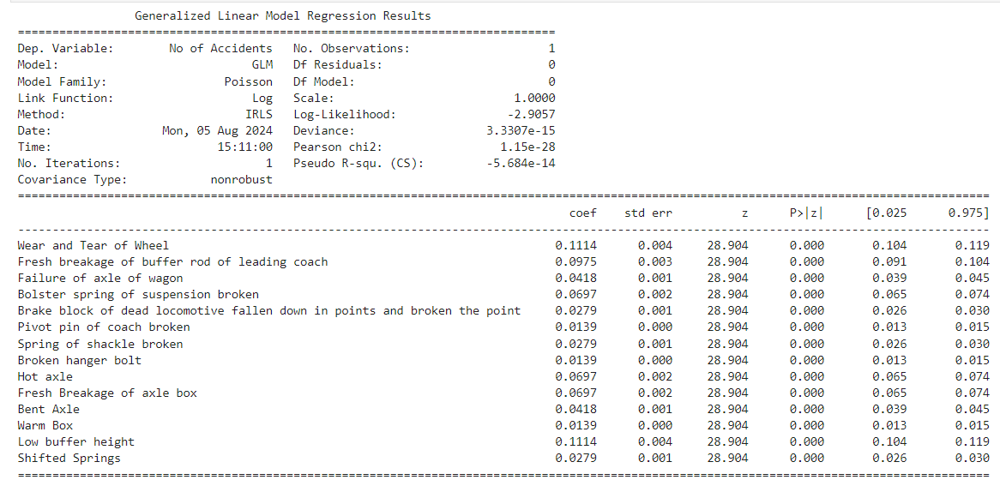 Generalized Linear Model Regression Results
==============================================================================
Dep. Variable: No of Accidents No. Observations: 1
Model: GLM Df Residuals: 0
Model Family: Poisson Df Model: 0
Link Function: Log Scale: 1.0000
Method: IRLS Log-Likelihood: -2.9057
Date: Mon, 05 Aug 2024 Deviance: 3.3307e-15
Time: 15:11:00 Pearson chi2: 1.15e-28
No. Iterations: 1 Pseudo R-squ. (CS): -5.684e-14
Covariance Type: nonrobust
==============================================================================
coef std err z P>|z| [0.025 0.975]
------------------------------------------------------------------------------
Wear and Tear of Wheel 0.1114 0.004 28.904 0.000 0.104 0.119
Fresh breakage of buffer rod of leading coach 0.0975 0.003 28.904 0.000 0.091 0.104
Failure of axle of wagon 0.0418 0.001 28.904 0.000 0.039 0.045
Bolster spring of suspension broken 0.0697 0.002 28.904 0.000 0.065 0.074
Brake block of dead locomotive fallen down in points and broken the point 0.0279 0.001 28.904 0.000 0.026 0.030
Pivot pin of coach broken 0.0139 0.000 28.904 0.000 0.013 0.015
Spring of shackle broken 0.0279 0.001 28.904 0.000 0.026 0.030
Broken hanger bolt 0.0139 0.000 28.904 0.000 0.013 0.015
Hot axle 0.0697 0.002 28.904 0.000 0.065 0.074
Fresh Breakage of axle box 0.0697 0.002 28.904 0.000 0.065 0.074
Bent Axle 0.0418 0.001 28.904 0.000 0.039 0.045
Warm Box 0.0139 0.000 28.904 0.000 0.013 0.015
Low buffer height 0.1114 0.004 28.904 0.000 0.104 0.119
Shifted Springs 0.0279 0.001 28.904 0.000 0.026 0.030
==============================================================================